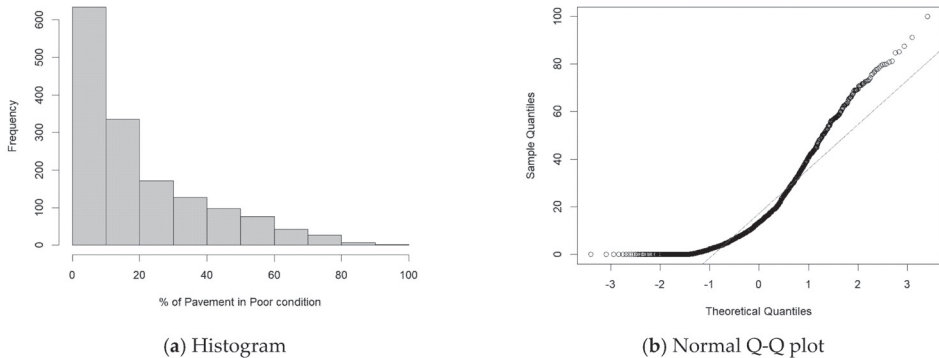 600
500
400
300
200
100
0
Frequency
0 20 40 60 80 100
% of Pavement in Poor condition
(a) Histogram
100
80
60
40
20
0
Sample Quantiles
-3 -2 -1 0 1 2 3
Theoretical Quantiles
(b) Normal Q-Q plot